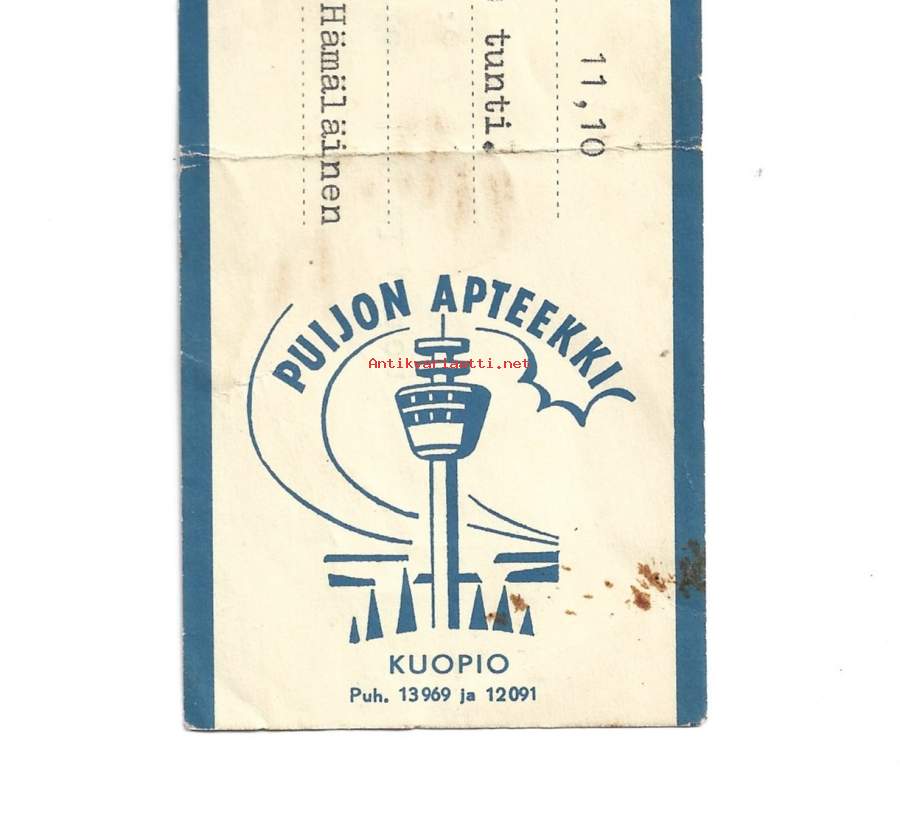 Hämäläinen
tunti.
11,10
PUIJON APTEEKKI
Antikvariaatti.net
KUOPIO
Puh. 13969 ja 12091